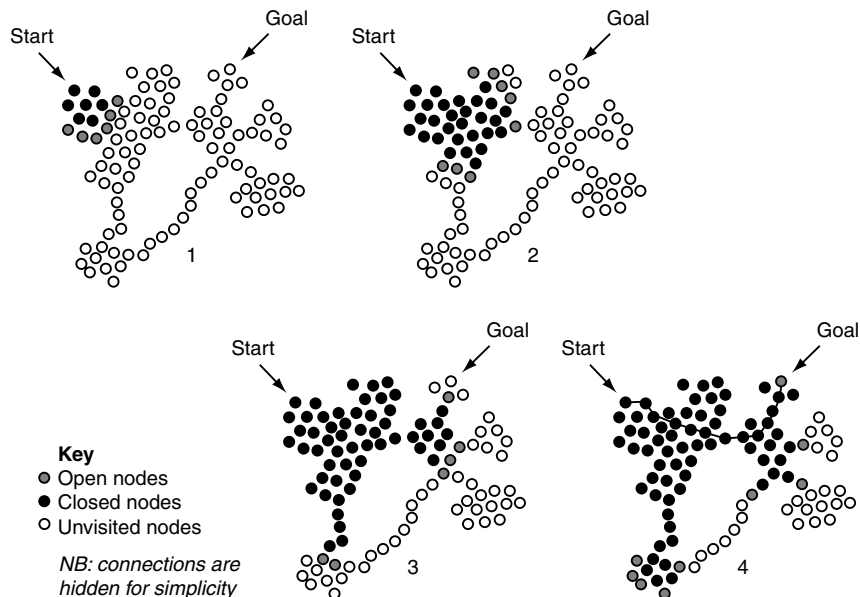 Start
Goal
1
Start
Goal
2
Start
Goal
3
Start
Goal
4
Key
Open nodes
Closed nodes
Unvisited nodes
NB: connections are
hidden for simplicity